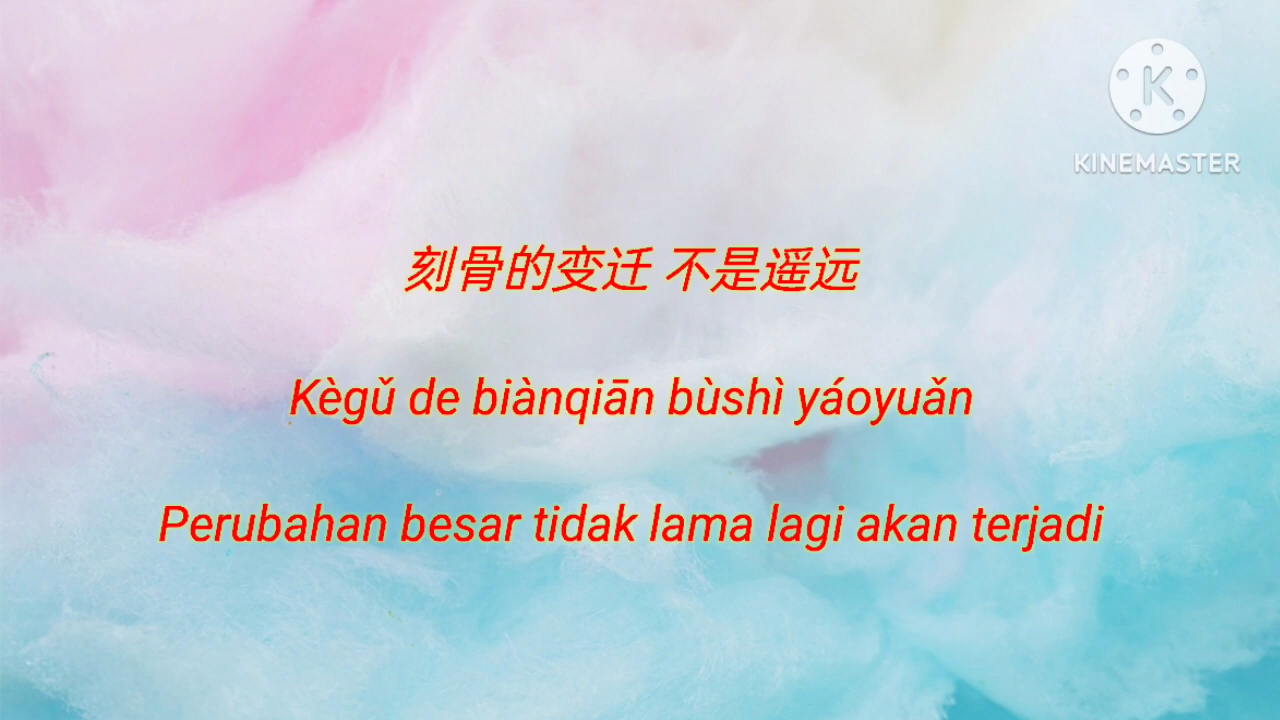 KINEMASTER
刻骨的变迁 不是遥远
Kègǔ de biànqiān bùshì yáoyuǎn
Perubahan besar tidak lama lagi akan terjadi